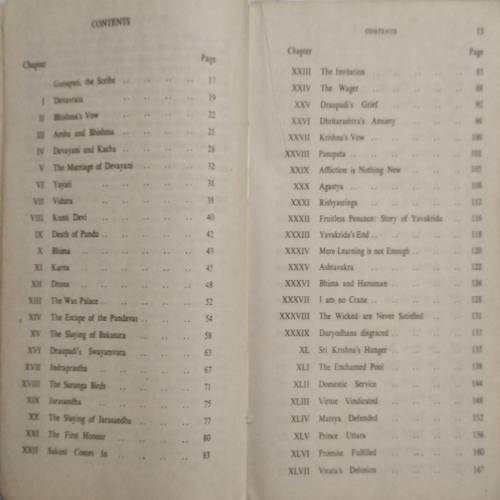 CONTENTS
Chapter Page
Ganapati, the Scribe .. .. .. .. 17
I Devavrata .. .. .. .. 19
II Bhishma's Vow .. .. .. .. 22
III Amba and Bhishma .. .. .. .. 25
IV Devayani and Kacha .. .. .. .. 28
V The Marriage of Devayani .. .. .. 32
VI Yayati .. .. .. .. 36
VII Vidura .. .. .. .. 38
VIII Kunti Devi .. .. .. .. 40
IX Death of Pandu .. .. .. .. 42
X Bhima .. .. .. .. 43
XI Karna .. .. .. .. 45
XII Drona .. .. .. .. 48
XIII The Wax Palace .. .. .. .. 52
XIV The Escape of the Pandavas .. .. 54
XV The Slaying of Bakasura .. .. .. 58
XVI Draupadi's Swayamvara .. .. .. 63
XVII Indraprastha .. .. .. .. 67
XVIII The Saranga Birds .. .. .. .. 71
XIX Jarasandha .. .. .. .. 75
XX The Slaying of Jarasandha .. .. .. 77
XXI The First Honour .. .. .. .. 80
XXII Sakuni Comes In .. .. .. .. 83
CONTENTS 13
Chapter Page
XXIII The Invitation .. .. .. .. 85
XXIV The Wager .. .. .. .. 88
XXV Draupadi's Grief .. .. .. .. 92
XXVI Dhritarashtra's Anxiety .. .. .. 96
XXVII Krishna's Vow .. .. .. .. 100
XXVIII Pasupata .. .. .. .. 102
XXIX Affliction is Nothing New .. .. .. 105
XXX Agastya .. .. .. .. 108
XXXI Rishyasringa .. .. .. .. 112
XXXII Fruitless Penance: Story of Yavakrida 116
XXXIII Yavakrida's End .. .. .. .. 118
XXXIV Mere Learning is not Enough .. .. 120
XXXV Ashtavakra .. .. .. .. 122
XXXVI Bhima and Hanuman .. .. .. 124
XXXVII I am no Crane .. .. .. .. 128
XXXVIII The Wicked are Never Satisfied .. 131
XXXIX Duryodhana disgraced .. .. .. 133
XL Sri Krishna's Hunger .. .. .. 135
XLI The Enchanted Pool .. .. .. 139
XLII Domestic Service .. .. .. .. 144
XLIII Virtue Vindicated .. .. .. .. 148
XLIV Matsya Defended .. .. .. .. 152
XLV Prince Uttara .. .. .. .. 156
XLVI Promise Fulfilled .. .. .. .. 160
XLVII Virata's Delusion .. .. .. .. 167